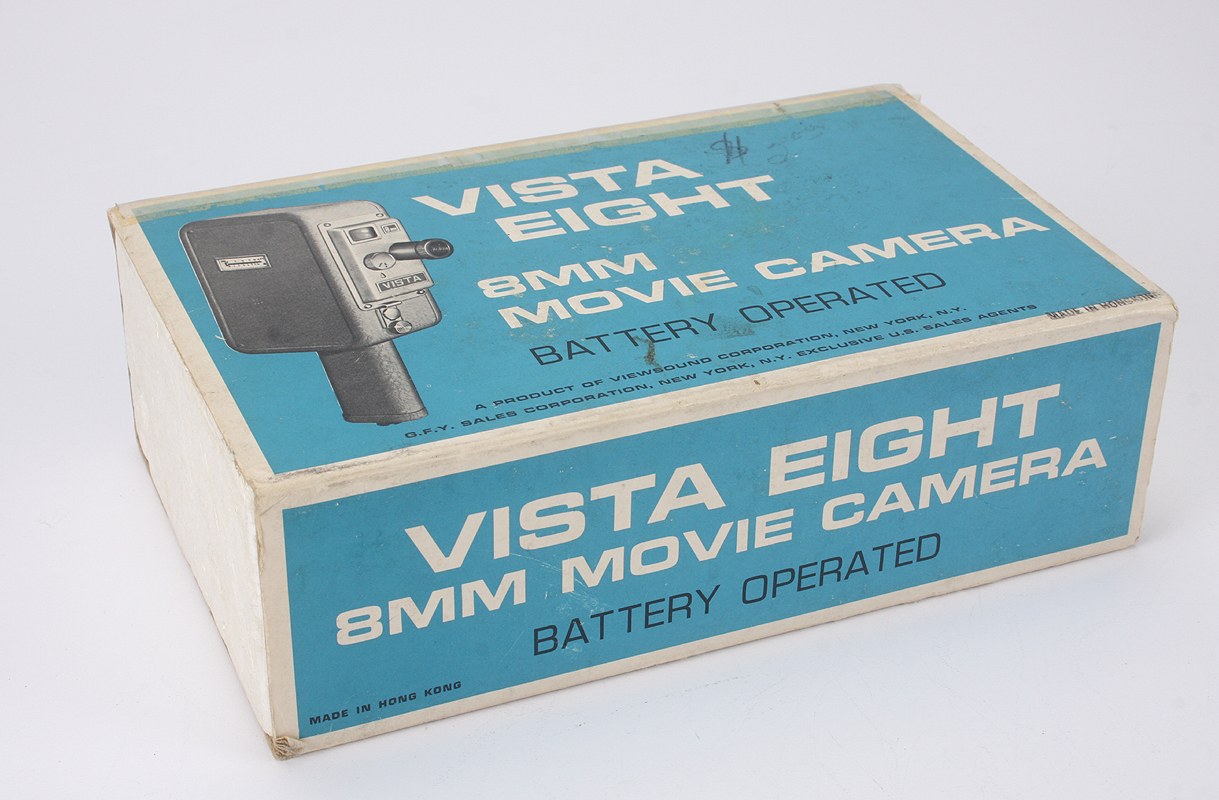 $
VISTA
EIGHT
8MM
MOVIE CAMERA
BATTERY OPERATED
VISTA
A PRODUCT OF VIEWSOUND CORPORATION, NEW YORK, N.Y.
G.F.Y. SALES CORPORATION, NEW YORK, N.Y. EXCLUSIVE U.S. SALES AGENTS
MADE IN HONG KONG
VISTA EIGHT
8MM MOVIE CAMERA
BATTERY OPERATED
MADE IN HONG KONG